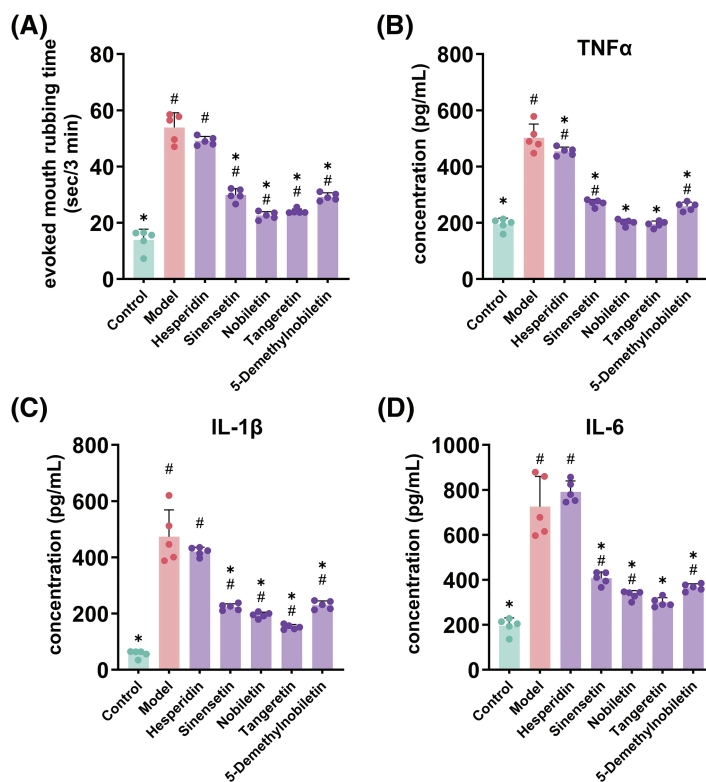 (A)
evoked mouth rubbing time
(sec/3 min)
80
60
40
20
0
#
#
*
*
#
*
#
*
#
*
#
*
#
Control
Model
Hesperidin
Sinensetin
Nobiletin
Tangeretin
5-Demethylnobiletin
(B)
TNFα
concentration (pg/mL)
800
600
400
200
0
*
#
*
#
*
#
*
*
*
#
Control
Model
Hesperidin
Sinensetin
Nobiletin
Tangeretin
5-Demethylnobiletin
(C)
IL-1β
concentration (pg/mL)
800
600
400
200
0
*
#
#
*
#
*
#
*
#
*
#
Control
Model
Hesperidin
Sinensetin
Nobiletin
Tangeretin
5-Demethylnobiletin
(D)
IL-6
concentration (pg/mL)
1000
800
600
400
200
0
*
#
#
*
#
*
#
*
*
#
Control
Model
Hesperidin
Sinensetin
Nobiletin
Tangeretin
5-Demethylnobiletin